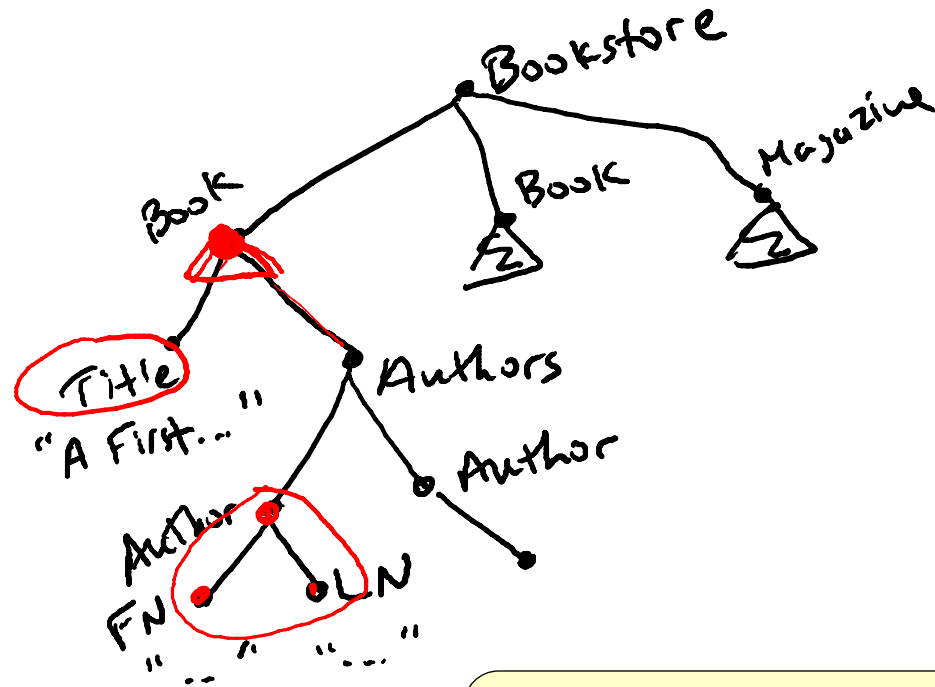 Bookstore
Magazine
Book
Book
Title
Authors
"A First..."
Author
Author
FN
LN
"..."
"..."